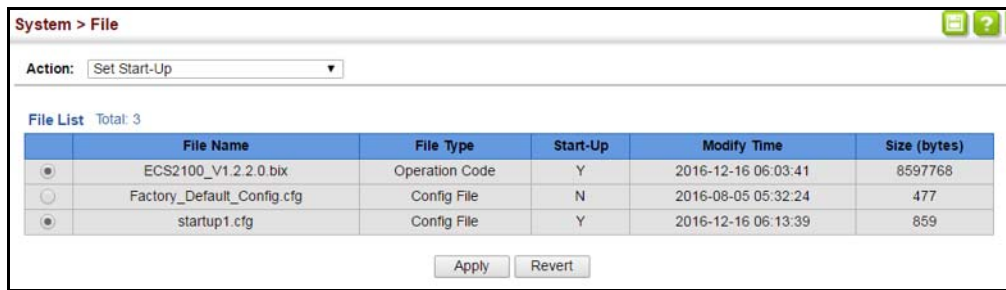 System > File
?
Action: Set Start-Up
File List Total: 3
File Name File Type Start-Up Modify Time Size (bytes)
ECS2100_V1.2.2.0.bix Operation Code Y 2016-12-16 06:03:41 8597768
Factory_Default_Config.cfg Config File N 2016-08-05 05:32:24 477
startup1.cfg Config File Y 2016-12-16 06:13:39 859
Apply Revert